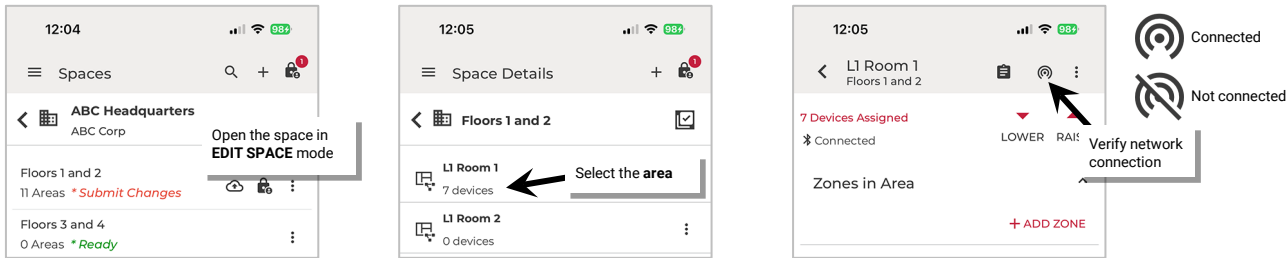 12:04
98
Spaces
1
ABC Headquarters
ABC Corp
Open the space in
EDIT SPACE mode
Floors 1 and 2
11 Areas * Submit Changes
Floors 3 and 4
0 Areas * Ready
12:05
98
Space Details
1
Floors 1 and 2
L1 Room 1
7 devices
Select the area
L1 Room 2
0 devices
12:05
98
L1 Room 1
Floors 1 and 2
7 Devices Assigned
Connected
LOWER
Verify network
connection
Zones in Area
+ ADD ZONE
Connected
Not connected